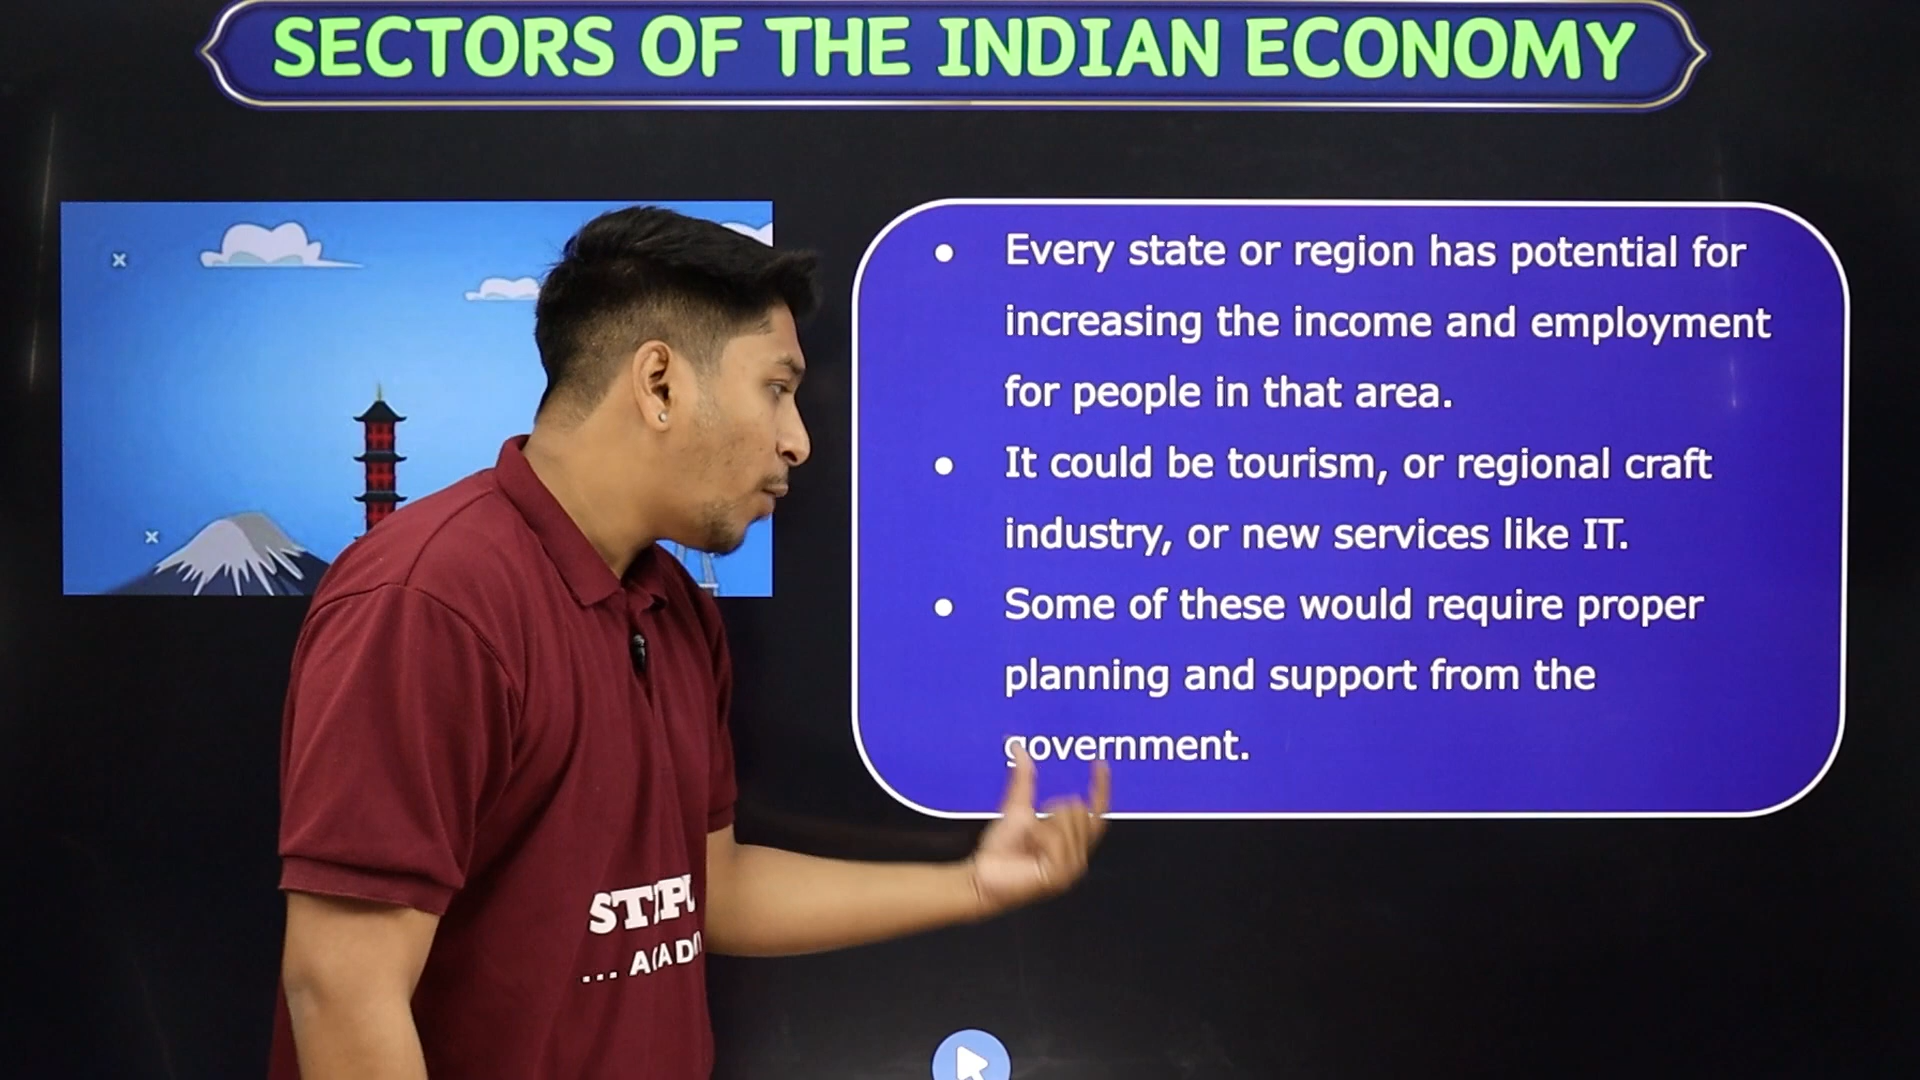 SECTORS OF THE INDIAN ECONOMY
● Every state or region has potential for
increasing the income and employment
for people in that area.
● It could be tourism, or regional craft
industry, or new services like IT.
● Some of these would require proper
planning and support from the
government.